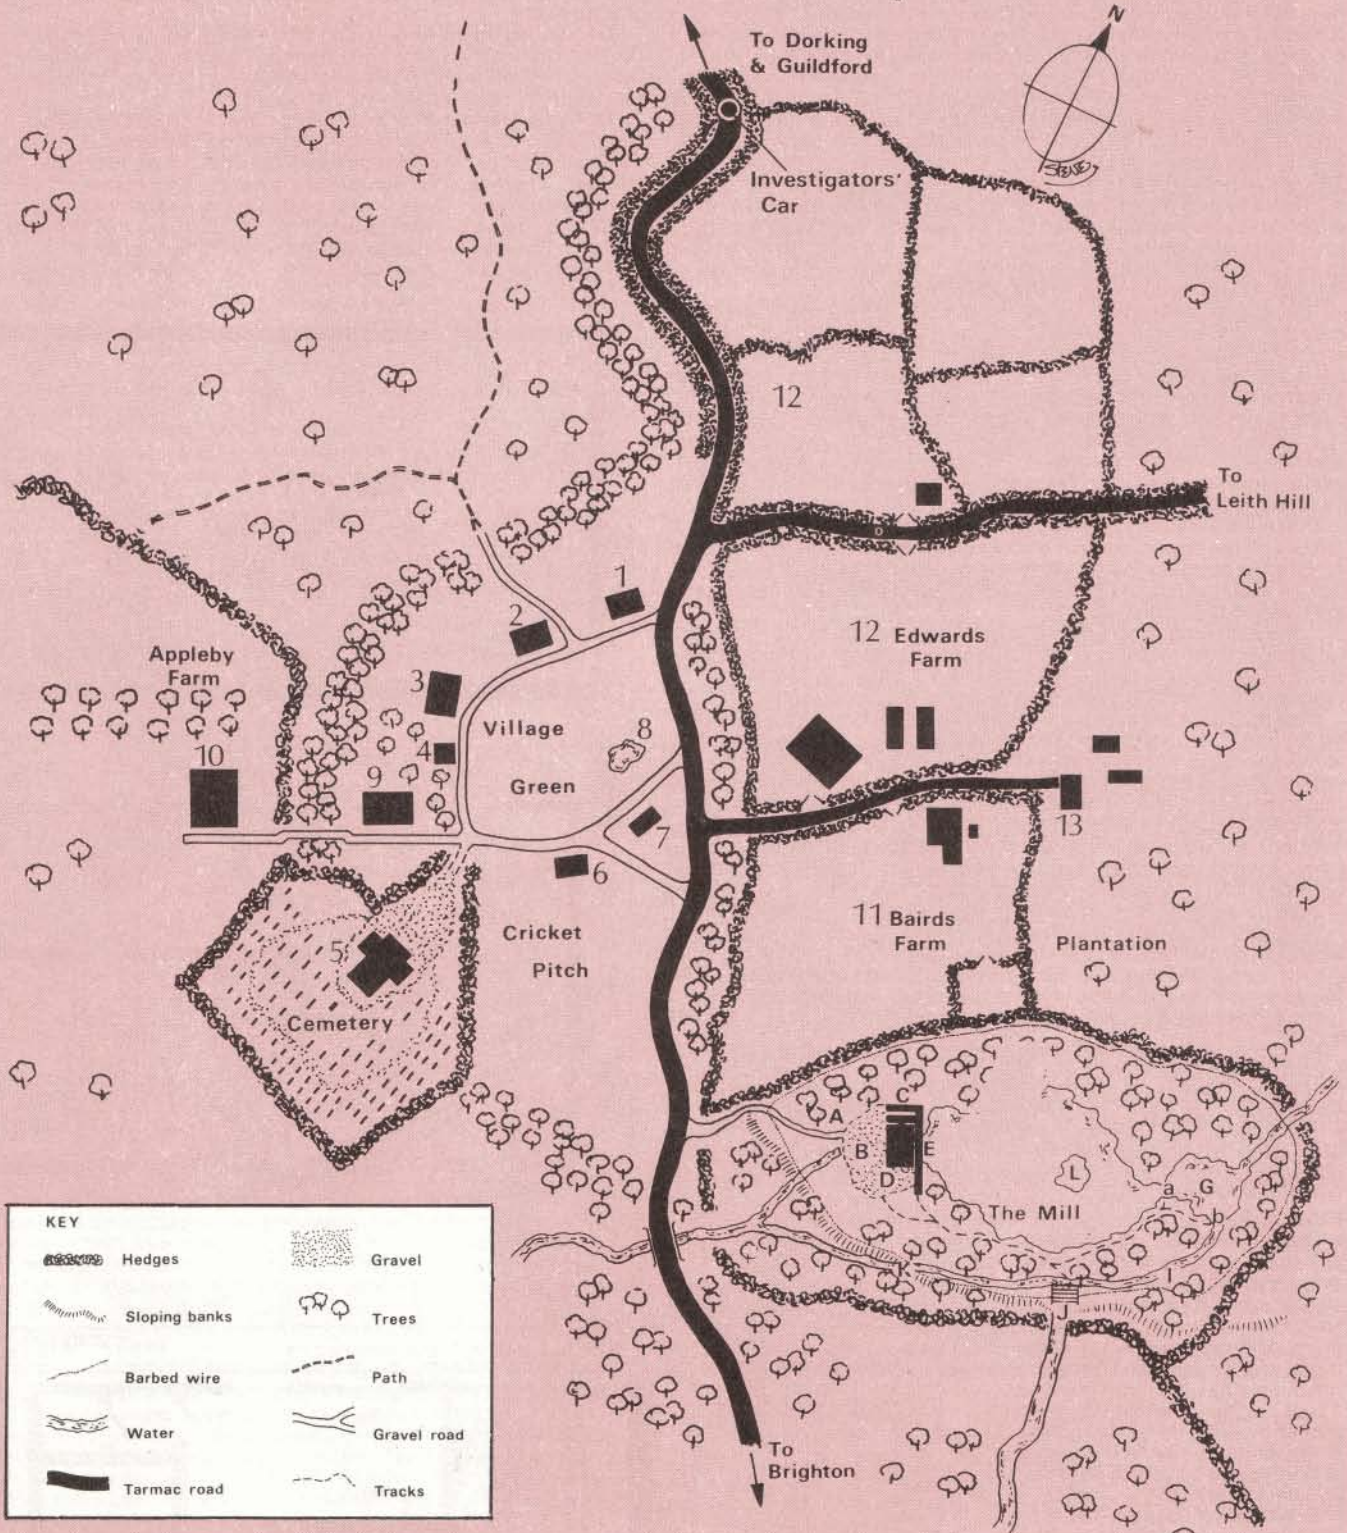 N
To Dorking
& Guildford
Investigators'
Car
12
To
Leith Hill
1
2
12 Edwards
Farm
Appleby
Farm
3
Village
8
4
10
9
Green
7
13
6
11 Bairds
Farm
Cricket
Pitch
Plantation
5
Cemetery
A
C
B
E
D
L
a
G
The Mill
b
K
I
J
To
Brighton
KEY
Hedges
Gravel
Sloping banks
Trees
Barbed wire
Path
Water
Gravel road
Tarmac road
Tracks